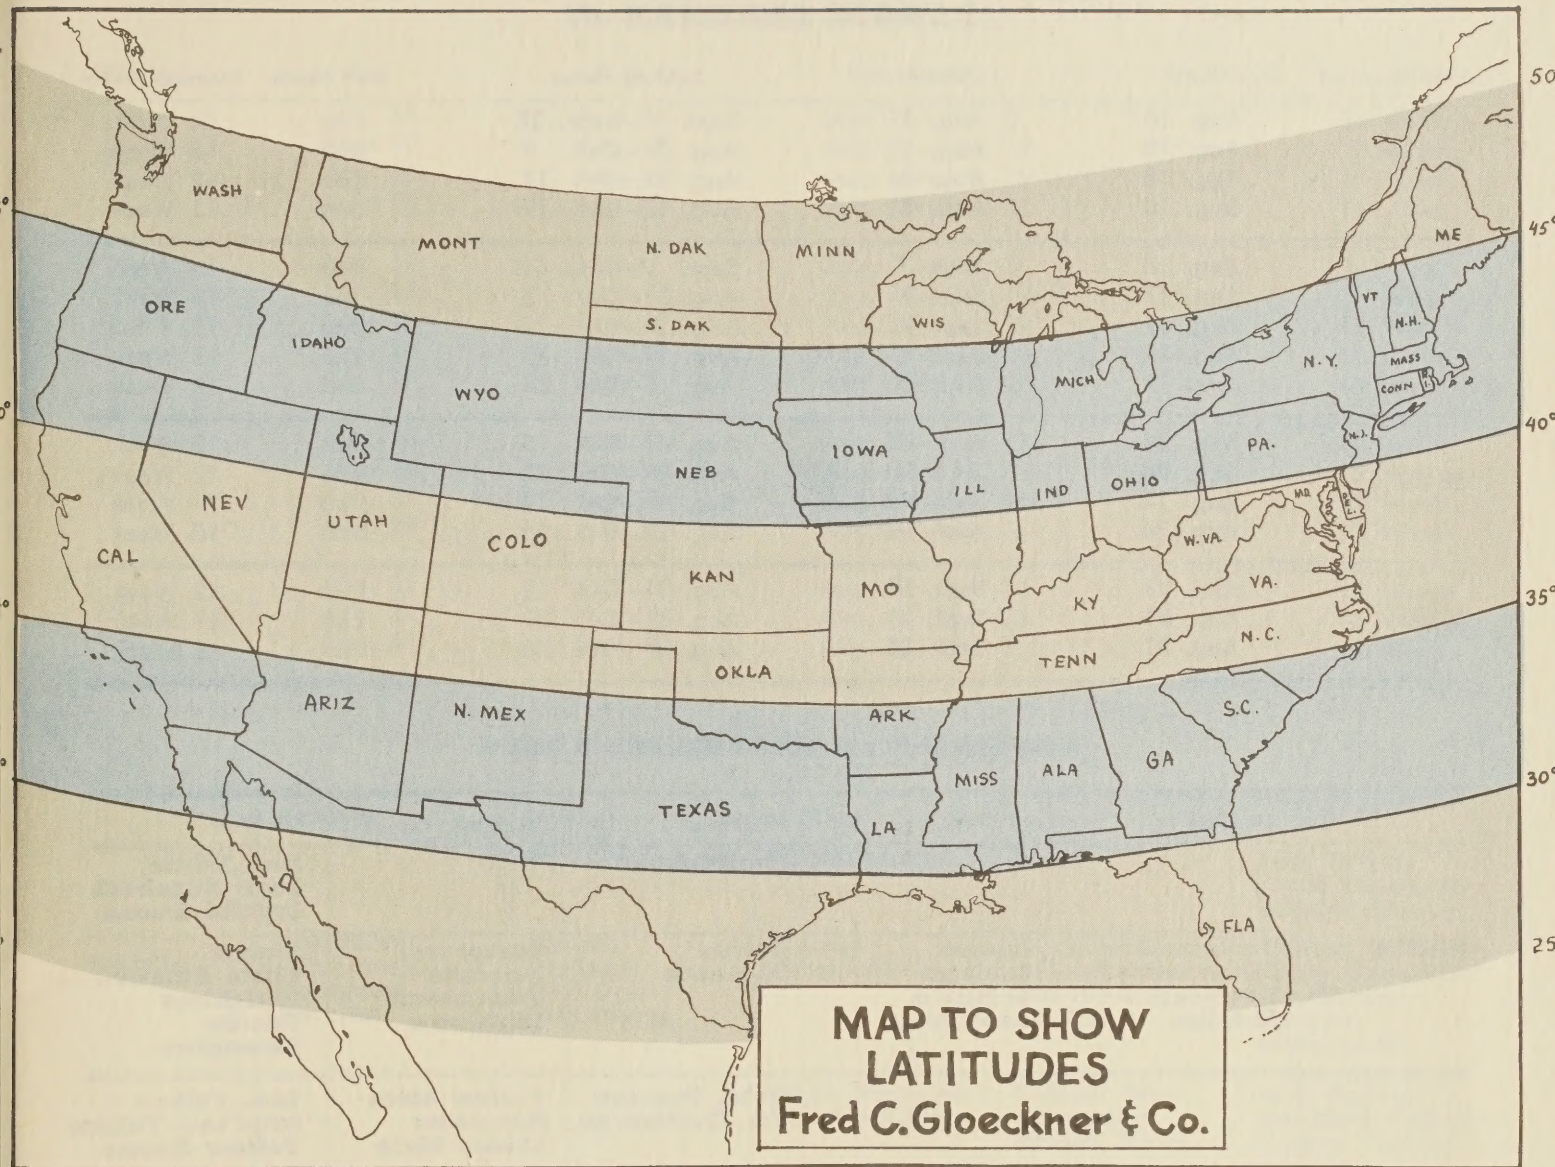 50
WASH
MONT
N. DAK
MINN
ME
45°
ORE
IDAHO
S. DAK
WIS
VT
N.H.
WYO
MICH
N.Y.
MASS
CONN
R.I.
40°
NEB
IOWA
ILL
IND
OHIO
PA.
N.J.
NEV
UTAH
COLO
KAN
MO
KY
W.VA.
MD.
VA.
CAL
35°
ARIZ
N. MEX
OKLA
ARK
TENN
N.C.
S.C.
TEXAS
LA
MISS
ALA
GA
30°
FLA
25
MAP TO SHOW
LATITUDES
Fred C. Gloeckner & Co.